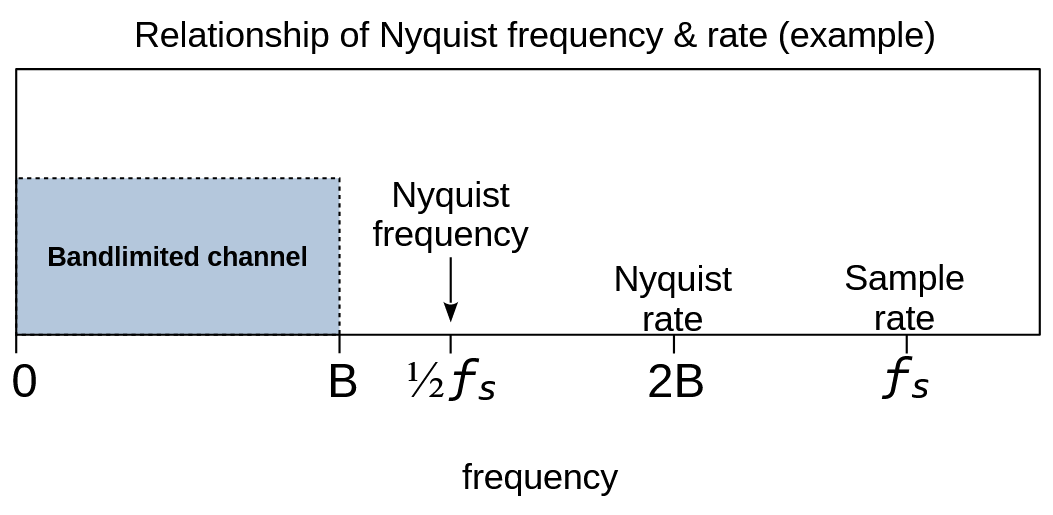 Relationship of Nyquist frequency & rate (example)
Bandlimited channel
Nyquist
frequency
Nyquist
rate
Sample
rate
0
B
½fs
2B
fs
frequency